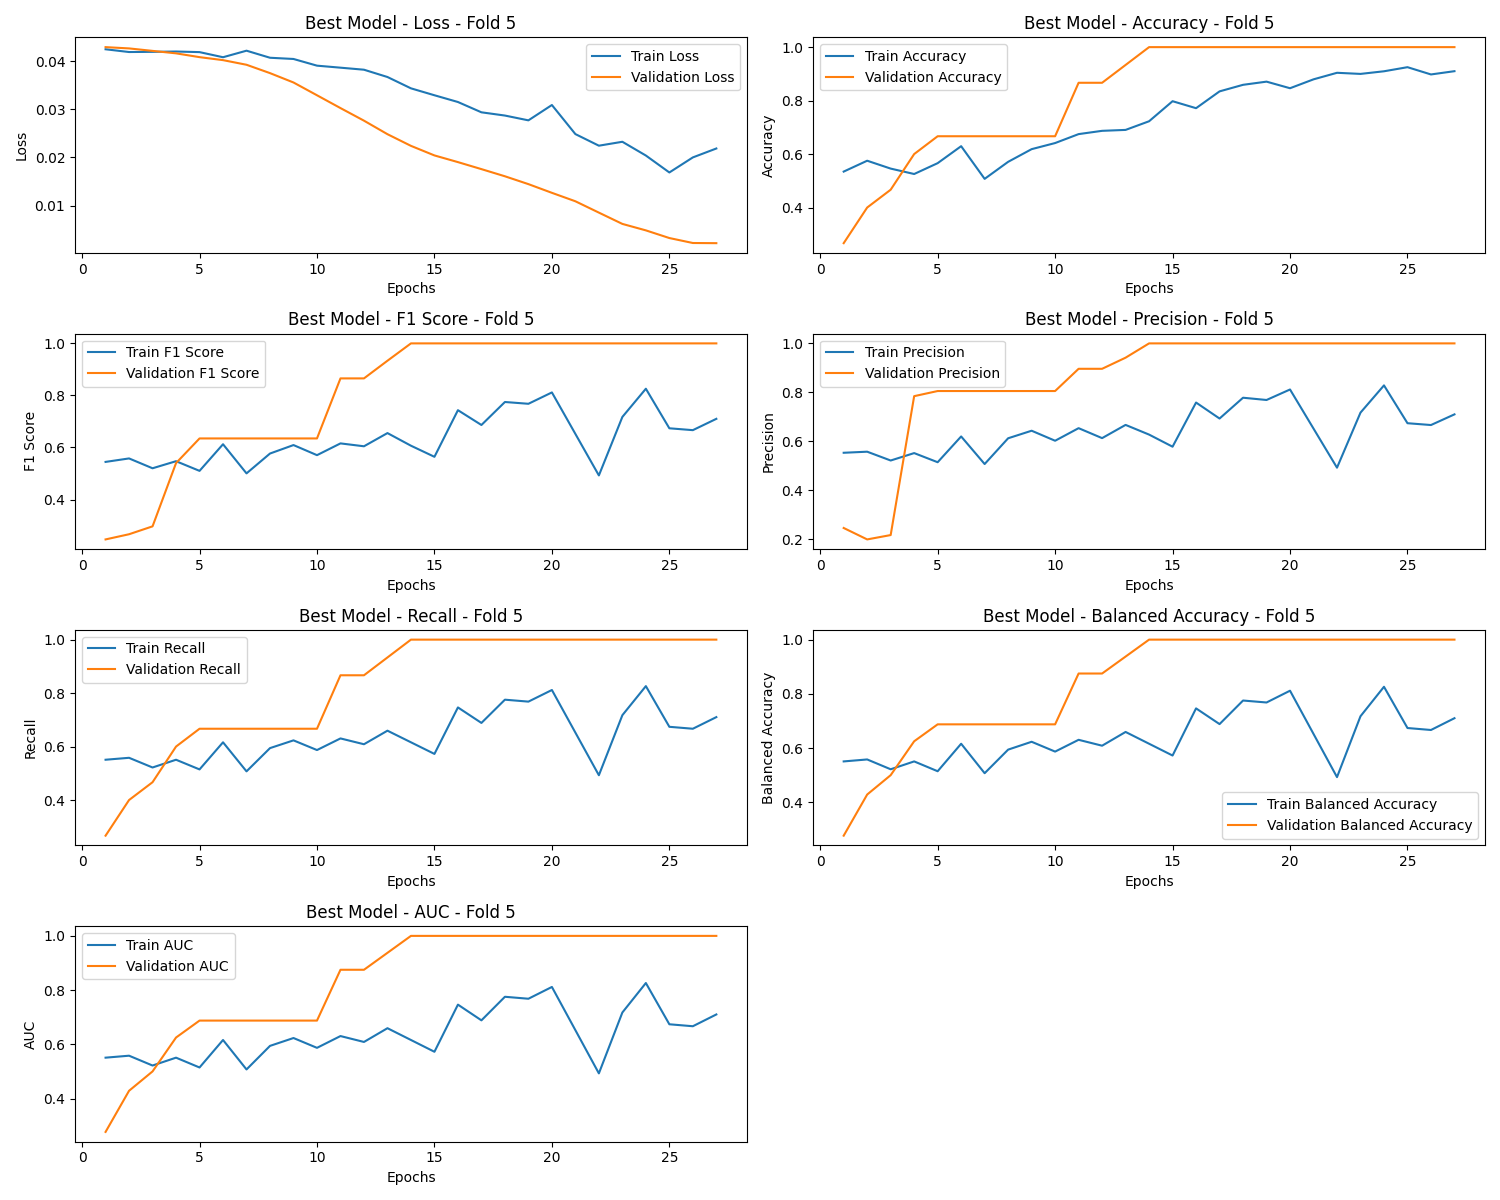 Best Model - Loss - Fold 5
Train Loss
Validation Loss
Loss
0.04
0.03
0.02
0.01
0 5 10 15 20 25
Epochs
Best Model - Accuracy - Fold 5
Train Accuracy
Validation Accuracy
Accuracy
1.0
0.8
0.6
0.4
0 5 10 15 20 25
Epochs
Best Model - F1 Score - Fold 5
Train F1 Score
Validation F1 Score
F1 Score
1.0
0.8
0.6
0.4
0 5 10 15 20 25
Epochs
Best Model - Precision - Fold 5
Train Precision
Validation Precision
Precision
1.0
0.8
0.6
0.4
0.2
0 5 10 15 20 25
Epochs
Best Model - Recall - Fold 5
Train Recall
Validation Recall
Recall
1.0
0.8
0.6
0.4
0 5 10 15 20 25
Epochs
Best Model - Balanced Accuracy - Fold 5
Train Balanced Accuracy
Validation Balanced Accuracy
Balanced Accuracy
1.0
0.8
0.6
0.4
0 5 10 15 20 25
Epochs
Best Model - AUC - Fold 5
Train AUC
Validation AUC
AUC
1.0
0.8
0.6
0.4
0 5 10 15 20 25
Epochs